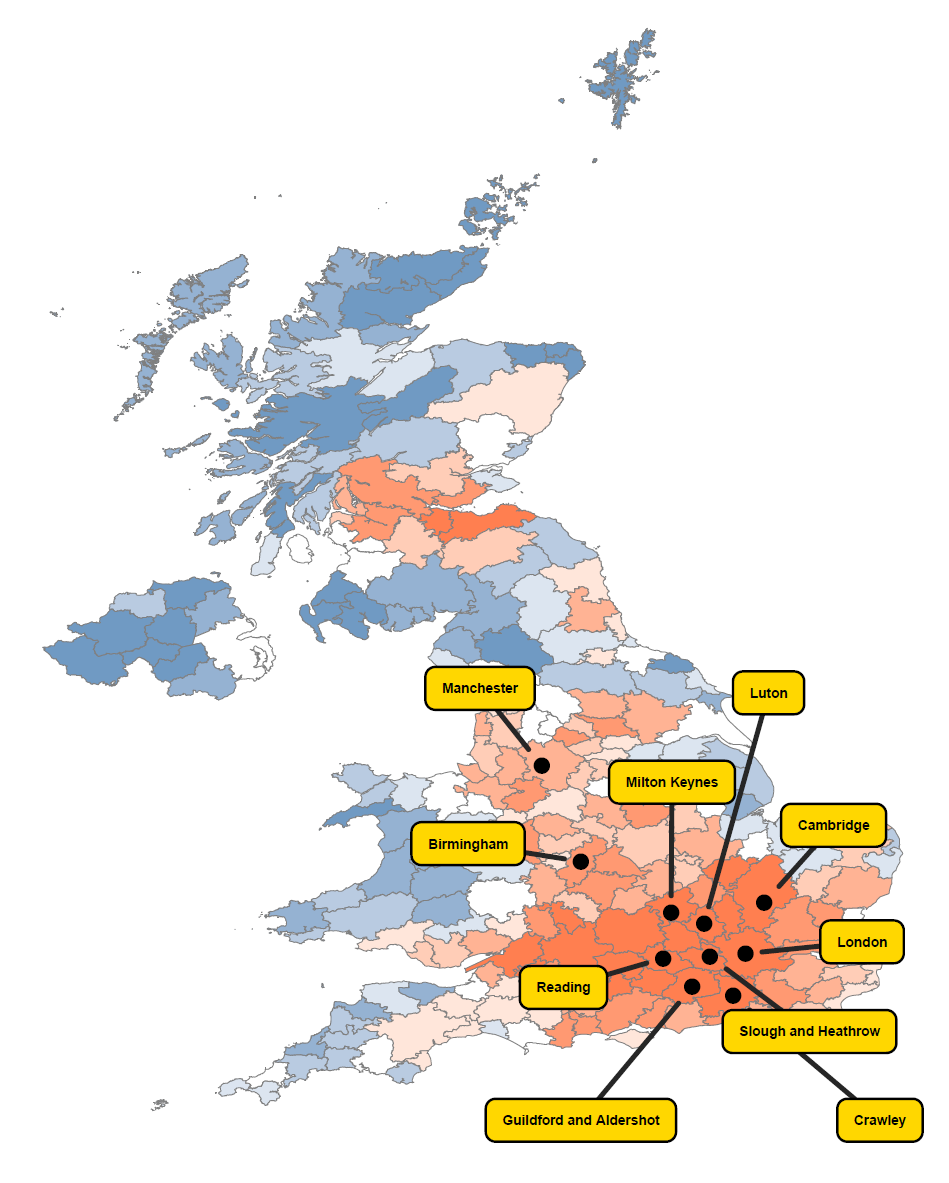 Manchester
Luton
Milton Keynes
Cambridge
Birmingham
London
Reading
Slough and Heathrow
Guildford and Aldershot
Crawley